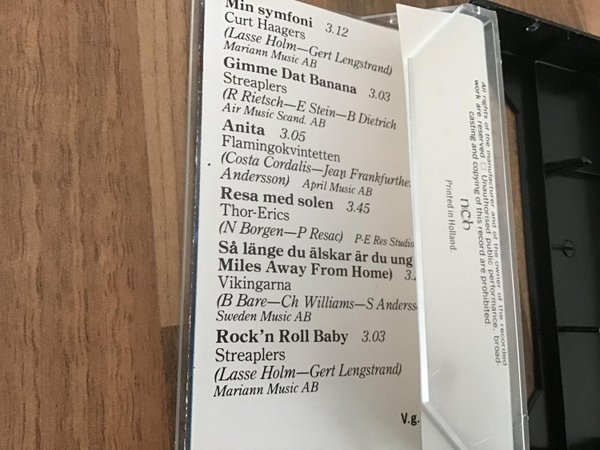 Min symfoni 3.12
Curt Haagers
(Lasse Holm—Gert Lengstrand)
Mariann Music AB
Gimme Dat Banana 3.03
Streaplers
(R Rietsch—E Stein—B Dietrich
Air Music Scand. AB
Anita 3.05
Flamingokvintetten
(Costa Cordalis—Jean Frankfurthe
Andersson) April Music AB
Resa med solen 3.45
Thor-Erics
(N Borgen—P Resac) P-E Res Studio
Så länge du älskar är du ung
Miles Away From Home) 3.
Vikingarna
(B Bare—Ch Williams—S Anderss
Sweden Music AB
Rock'n Roll Baby 3.03
Streaplers
(Lasse Holm—Gert Lengstrand)
Mariann Music AB
V.g.
All rights of the manufacturer and of the owner of the recorded
work are reserved. Unauthorised public performance, broad-
casting and copying of this record are prohibited.
ncb
Printed in Holland.